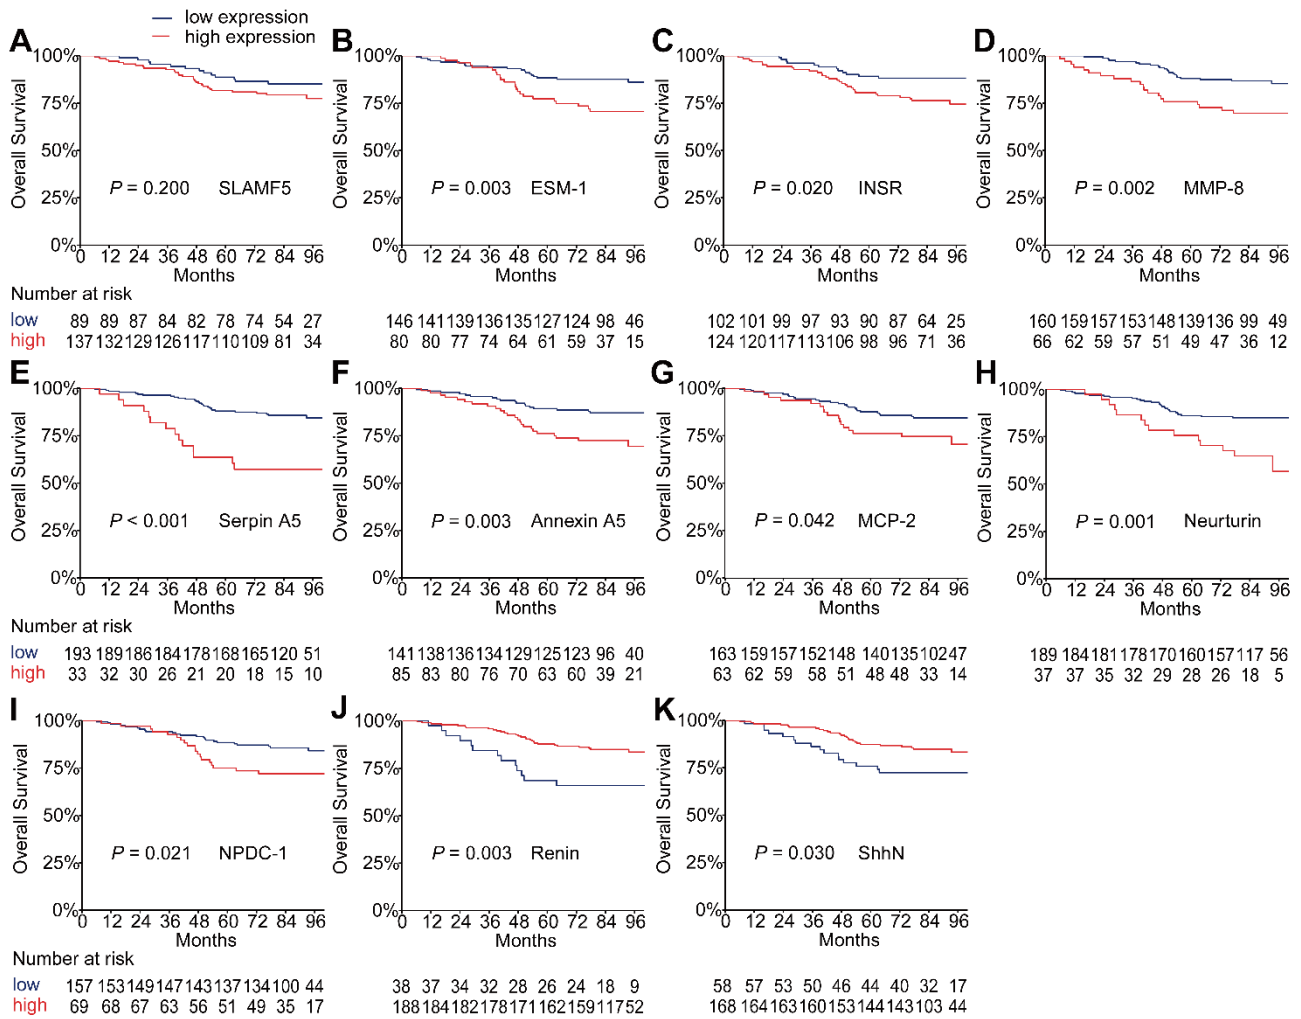 low expression
high expression
A
B
C
D
100%
75%
50%
25%
0%
Overall Survival
P = 0.200 SLAMF5
0 12 24 36 48 60 72 84 96
Months
100%
75%
50%
25%
0%
Overall Survival
P = 0.003 ESM-1
0 12 24 36 48 60 72 84 96
Months
100%
75%
50%
25%
0%
Overall Survival
P = 0.020 INSR
0 12 24 36 48 60 72 84 96
Months
100%
75%
50%
25%
0%
Overall Survival
P = 0.002 MMP-8
0 12 24 36 48 60 72 84 96
Months
Number at risk
low 89 89 87 84 82 78 74 54 27
high 137 132 129 126 117 110 109 81 34
146 141 139 136 135 127 124 98 46
80 80 77 74 64 61 59 37 15
102 101 99 97 93 90 87 64 25
124 120 117 113 106 98 96 71 36
160 159 157 153 148 139 136 99 49
66 62 59 57 51 49 47 36 12
E
F
G
H
100%
75%
50%
25%
0%
Overall Survival
P < 0.001 Serpin A5
0 12 24 36 48 60 72 84 96
Months
100%
75%
50%
25%
0%
Overall Survival
P = 0.003 Annexin A5
0 12 24 36 48 60 72 84 96
Months
100%
75%
50%
25%
0%
Overall Survival
P = 0.042 MCP-2
0 12 24 36 48 60 72 84 96
Months
100%
75%
50%
25%
0%
Overall Survival
P = 0.001 Neurturin
0 12 24 36 48 60 72 84 96
Months
Number at risk
low 193 189 186 184 178 168 165 120 51
high 33 32 30 26 21 20 18 15 10
141 138 136 134 129 125 123 96 40
85 83 80 76 70 63 60 39 21
163 159 157 152 148 140 135 102 47
63 62 59 58 51 48 48 33 14
189 184 181 178 170 160 157 117 56
37 37 35 32 29 28 26 18 5
I
J
K
100%
75%
50%
25%
0%
Overall Survival
P = 0.021 NPDC-1
0 12 24 36 48 60 72 84 96
Months
100%
75%
50%
25%
0%
Overall Survival
P = 0.003 Renin
0 12 24 36 48 60 72 84 96
Months
100%
75%
50%
25%
0%
Overall Survival
P = 0.030 ShhN
0 12 24 36 48 60 72 84 96
Months
Number at risk
low 157 153 149 147 143 137 134 100 44
high 69 68 67 63 56 51 49 35 17
38 37 34 32 28 26 24 18 9
188 184 182 178 171 162 159 117 52
58 57 53 50 46 44 40 32 17
168 164 163 160 153 144 143 103 44